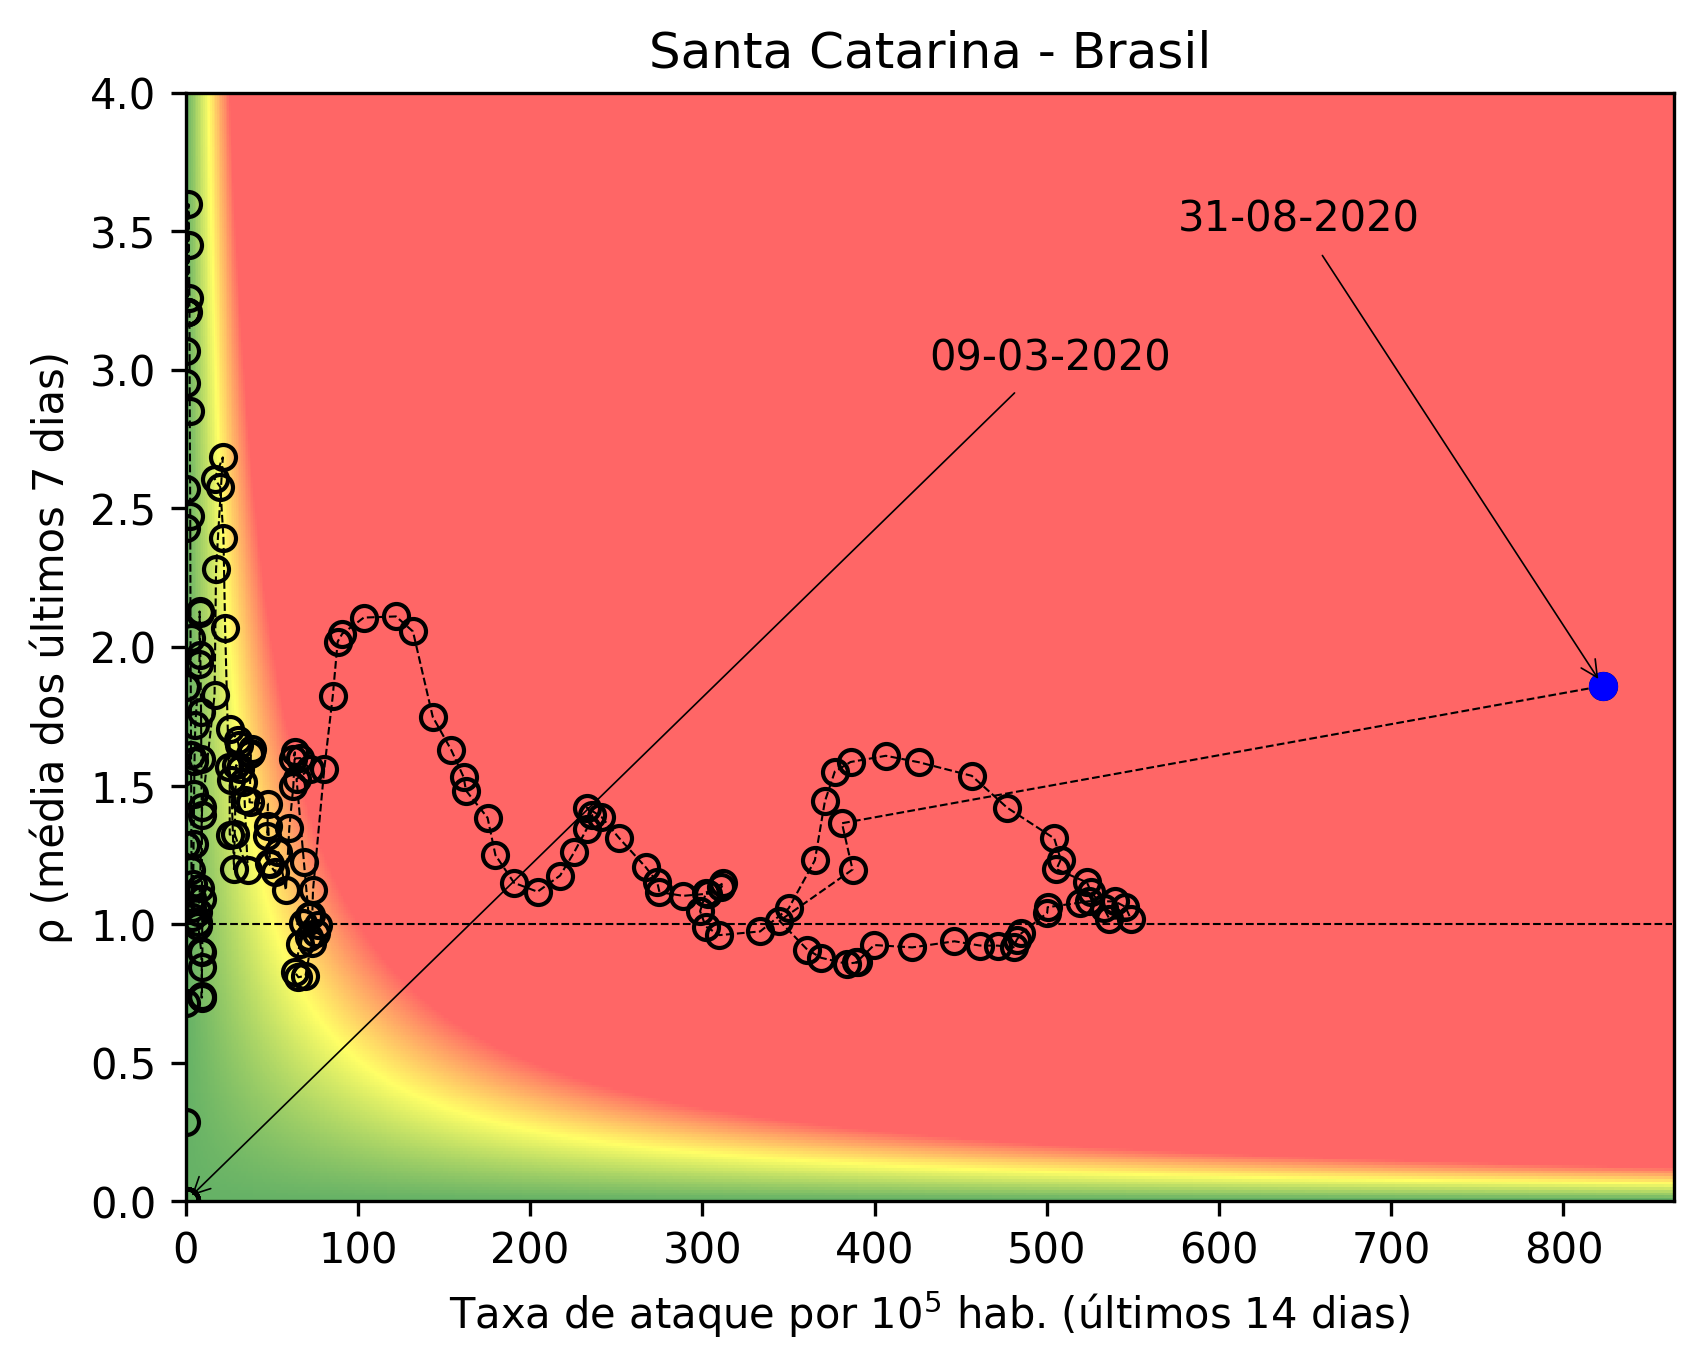 Santa Catarina - Brasil
4.0
3.5
3.0
2.5
2.0
1.5
1.0
0.5
0.0
ρ (média dos últimos 7 dias)
31-08-2020
09-03-2020
0 100 200 300 400 500 600 700 800
Taxa de ataque por 10⁵ hab. (últimos 14 dias)